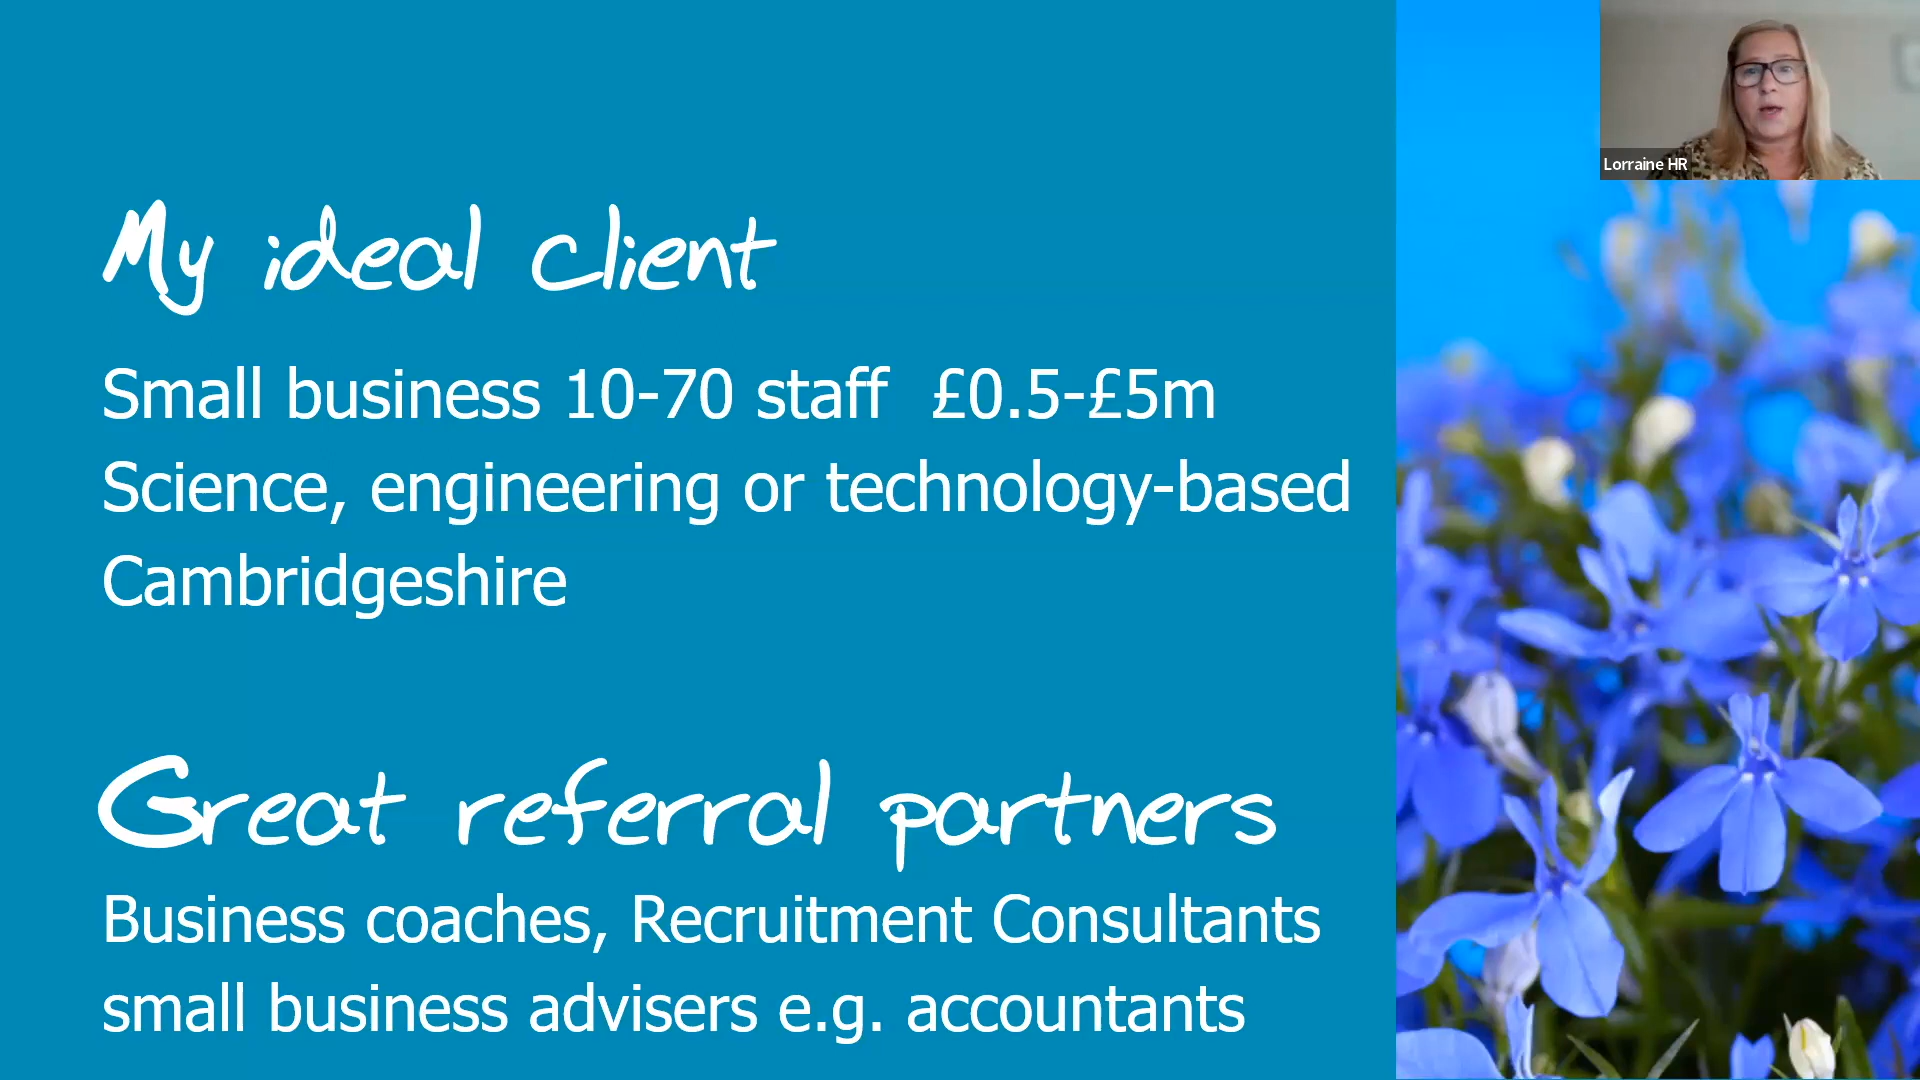 Lorraine HR
My ideal client
Small business 10-70 staff  £0.5-£5m
Science, engineering or technology-based
Cambridgeshire
Great referral partners
Business coaches, Recruitment Consultants
small business advisers e.g. accountants